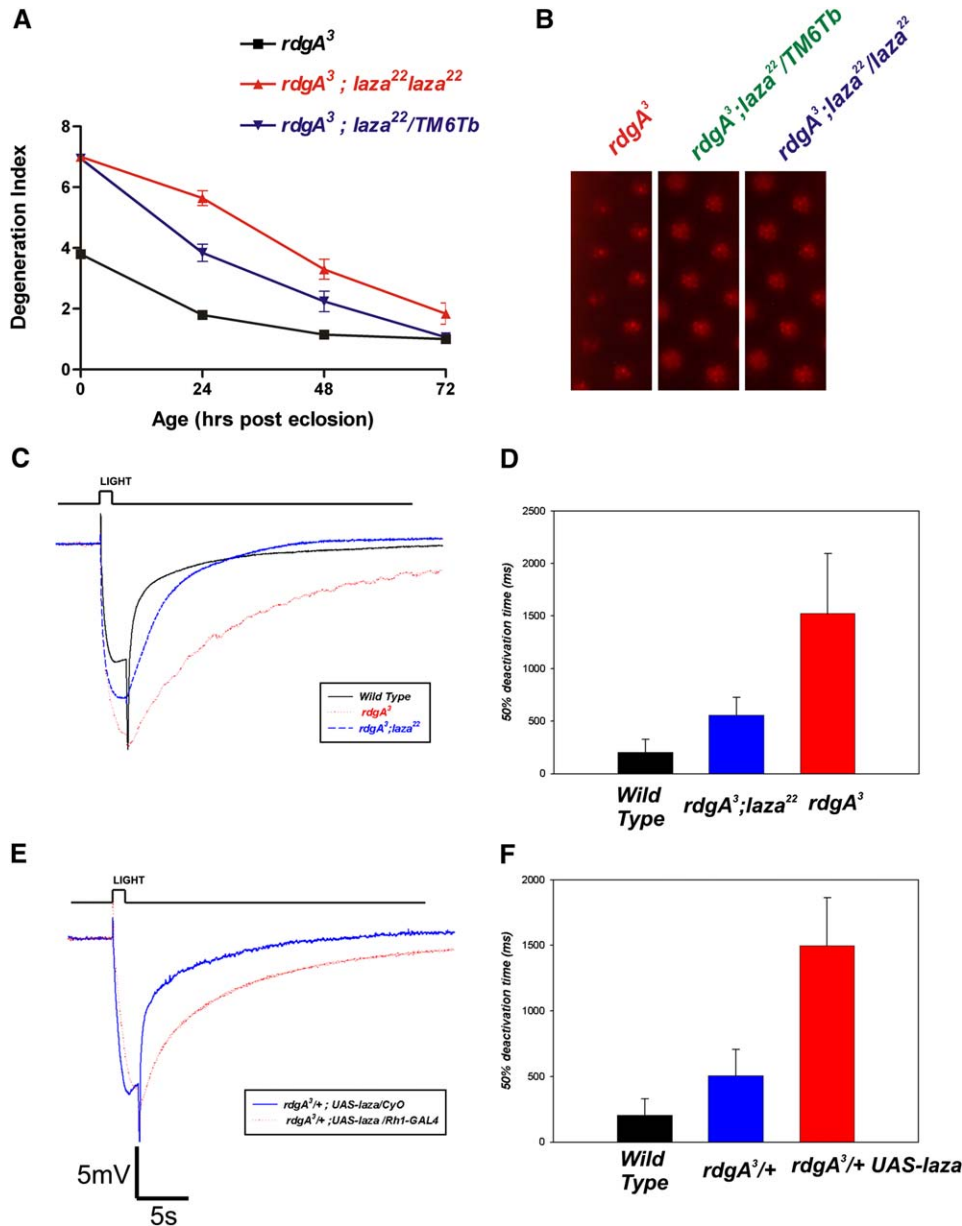 A
rdgA³
rdgA³ ; laza²²laza²²
rdgA³ ; laza²²/TM6Tb
Degeneration Index
8
6
4
2
0
0 24 48 72
Age (hrs post eclosion)
B
rdgA³
rdgA³;laza²²/TM6Tb
rdgA³;laza²²/laza²²
C
LIGHT
Wild Type
rdgA³
rdgA³;laza²²
D
50% deactivation time (ms)
2500
2000
1500
1000
500
0
Wild Type
rdgA³;laza²²
rdgA³
E
LIGHT
rdgA³/+ ; UAS-laza/CyO
rdgA³/+ ;UAS-laza /Rh1-GAL4
5mV
5s
F
50% deactivation time (ms)
2000
1500
1000
500
0
Wild Type
rdgA³/+
rdgA³/+ UAS-laza